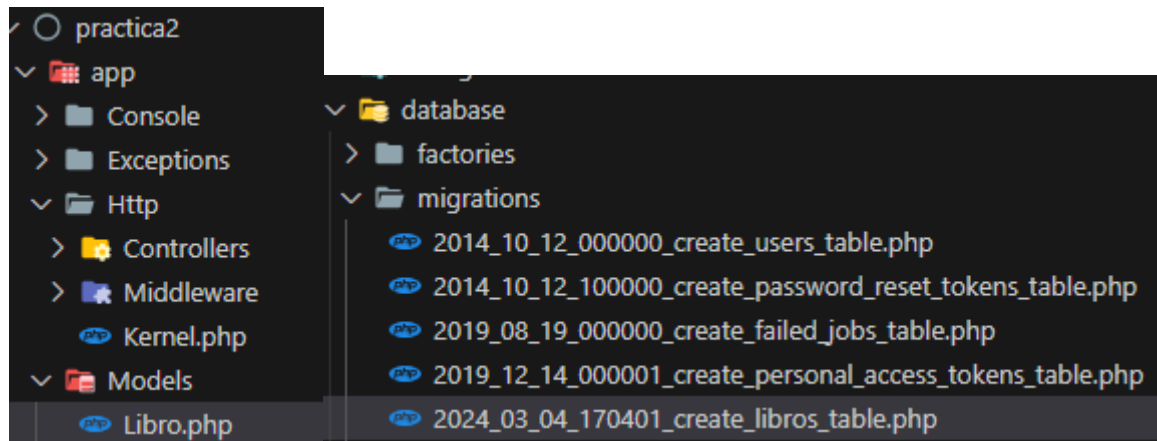 practica2
app
Console
Exceptions
Http
Controllers
Middleware
Kernel.php
Models
Libro.php
database
factories
migrations
2014_10_12_000000_create_users_table.php
2014_10_12_100000_create_password_reset_tokens_table.php
2019_08_19_000000_create_failed_jobs_table.php
2019_12_14_000001_create_personal_access_tokens_table.php
2024_03_04_170401_create_libros_table.php